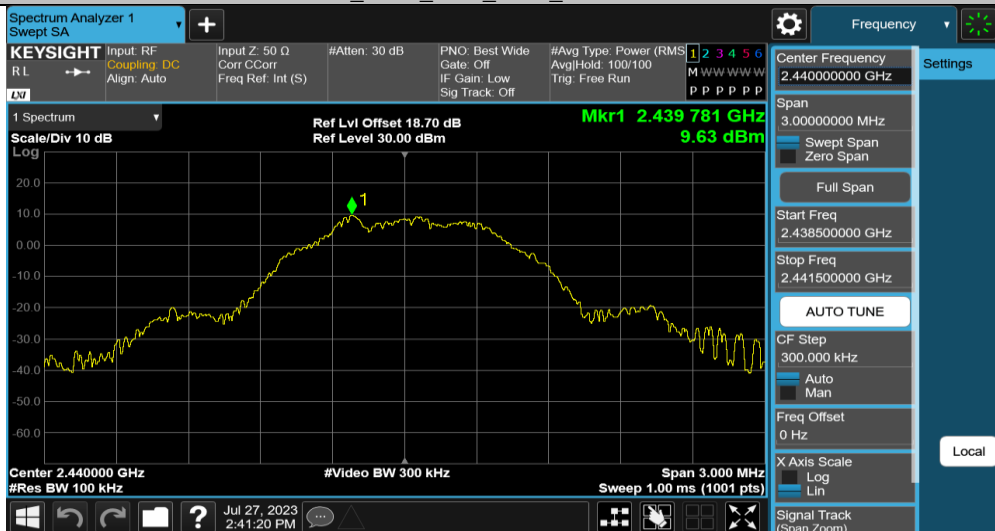 Spectrum Analyzer 1
Swept SA
Frequency
KEYSIGHT
R L
LXI
Input: RF
Coupling: DC
Align: Auto
Input Z: 50 Ω
Corr CCorr
Freq Ref: Int (S)
#Atten: 30 dB
PNO: Best Wide
Gate: Off
IF Gain: Low
Sig Track: Off
#Avg Type: Power (RMS
Avg|Hold: 100/100
Trig: Free Run
1 2 3 4 5 6
M W W W W W
P P P P P P
1 Spectrum
Scale/Div 10 dB
Log
Ref Lvl Offset 18.70 dB
Ref Level 30.00 dBm
Mkr1 2.439 781 GHz
9.63 dBm
1
20.0
10.0
0.00
-10.0
-20.0
-30.0
-40.0
-50.0
-60.0
Center 2.440000 GHz
#Res BW 100 kHz
#Video BW 300 kHz
Span 3.000 MHz
Sweep 1.00 ms (1001 pts)
Jul 27, 2023
2:41:20 PM
Center Frequency
2.440000000 GHz
Span
3.00000000 MHz
Swept Span
Zero Span
Full Span
Start Freq
2.438500000 GHz
Stop Freq
2.441500000 GHz
AUTO TUNE
CF Step
300.000 kHz
Auto
Man
Freq Offset
0 Hz
X Axis Scale
Log
Lin
Signal Track
(Span Zoom)
Settings
Local